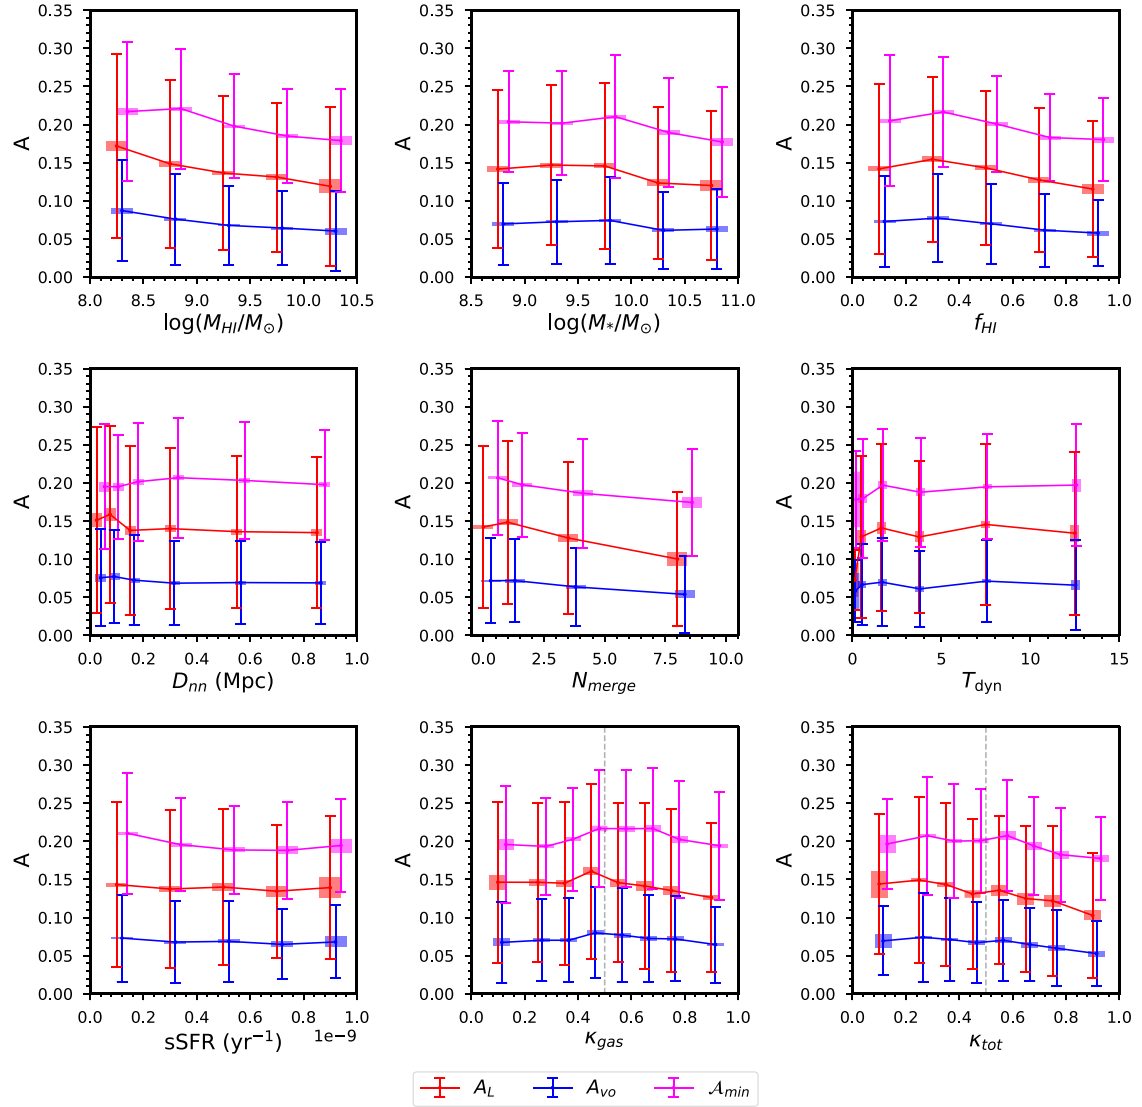 0.35 0.35 0.35
0.30 0.30 0.30
0.25 0.25 0.25
0.20 0.20 0.20
A A A
0.15 0.15 0.15
0.10 0.10 0.10
0.05 0.05 0.05
0.00 0.00 0.00
8.0 8.5 9.0 9.5 10.0 10.5 8.5 9.0 9.5 10.0 10.5 11.0 0.0 0.2 0.4 0.6 0.8 1.0
log(M_HI/M_⊙) log(M_*/M_⊙) f_HI
0.35 0.35 0.35
0.30 0.30 0.30
0.25 0.25 0.25
0.20 0.20 0.20
A A A
0.15 0.15 0.15
0.10 0.10 0.10
0.05 0.05 0.05
0.00 0.00 0.00
0.0 0.2 0.4 0.6 0.8 1.0 0.0 2.5 5.0 7.5 10.0 0 5 10 15
D_nn (Mpc) N_merge T_dyn
0.35 0.35 0.35
0.30 0.30 0.30
0.25 0.25 0.25
0.20 0.20 0.20
A A A
0.15 0.15 0.15
0.10 0.10 0.10
0.05 0.05 0.05
0.00 0.00 0.00
0.0 0.2 0.4 0.6 0.8 1.0 0.0 0.2 0.4 0.6 0.8 1.0 0.0 0.2 0.4 0.6 0.8 1.0
sSFR (yr⁻¹) 1e−9 κ_gas κ_tot
A_L A_vo 𝒜_min